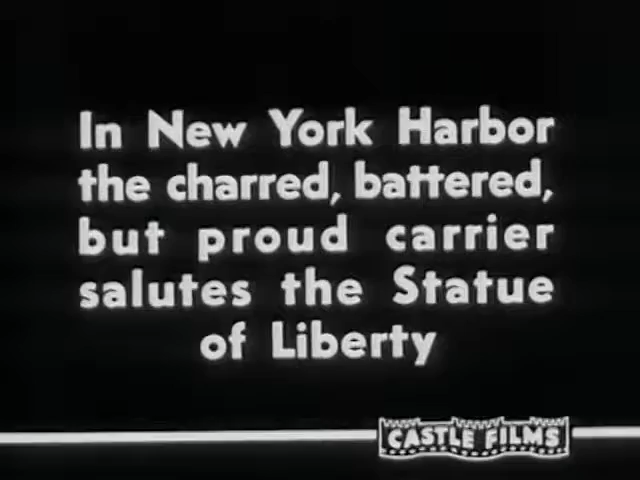 In New York Harbor
the charred, battered,
but proud carrier
salutes the Statue
of Liberty
CASTLE FILMS